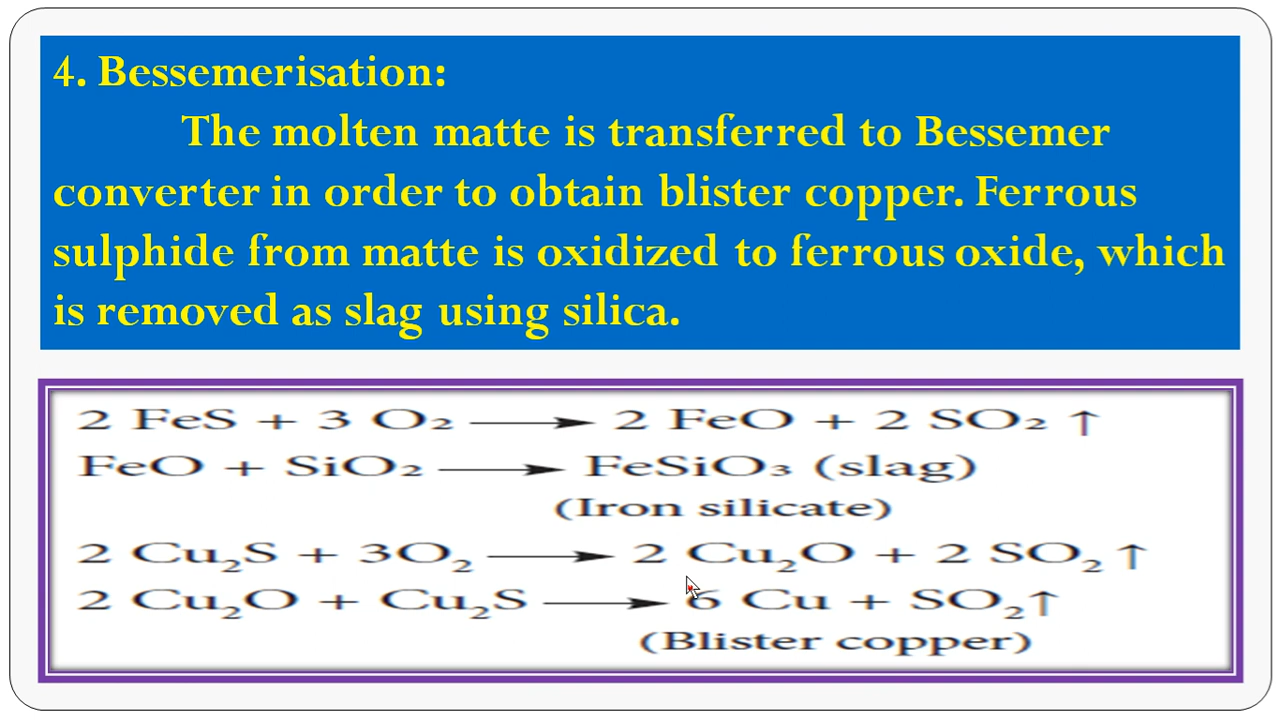 4. Bessemerisation:
The molten matte is transferred to Bessemer
converter in order to obtain blister copper. Ferrous
sulphide from matte is oxidized to ferrous oxide, which
is removed as slag using silica.
2 FeS + 3 O₂ ⟶ 2 FeO + 2 SO₂ ↑
FeO + SiO₂ ⟶ FeSiO₃ (slag)
(Iron silicate)
2 Cu₂S + 3O₂ ⟶ 2 Cu₂O + 2 SO₂ ↑
2 Cu₂O + Cu₂S ⟶ 6 Cu + SO₂↑
(Blister copper)